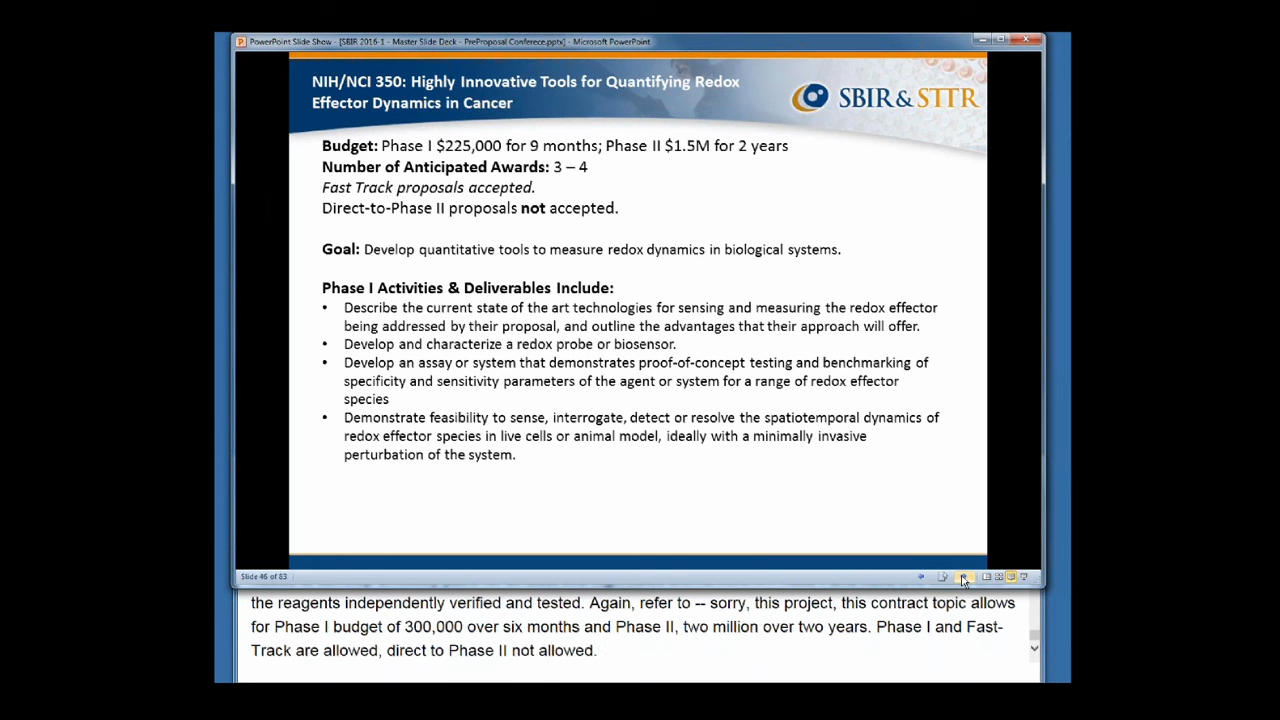 PowerPoint Slide Show - [SBIR 2016-1 - Master Slide Deck - PreProposal Conferece.pptx] - Microsoft PowerPoint
NIH/NCI 350: Highly Innovative Tools for Quantifying Redox
Effector Dynamics in Cancer
SBIR & STTR
Budget: Phase I $225,000 for 9 months; Phase II $1.5M for 2 years
Number of Anticipated Awards: 3 – 4
Fast Track proposals accepted.
Direct-to-Phase II proposals not accepted.
Goal: Develop quantitative tools to measure redox dynamics in biological systems.
Phase I Activities & Deliverables Include:
• Describe the current state of the art technologies for sensing and measuring the redox effector
being addressed by their proposal, and outline the advantages that their approach will offer.
• Develop and characterize a redox probe or biosensor.
• Develop an assay or system that demonstrates proof-of-concept testing and benchmarking of
specificity and sensitivity parameters of the agent or system for a range of redox effector
species
• Demonstrate feasibility to sense, interrogate, detect or resolve the spatiotemporal dynamics of
redox effector species in live cells or animal model, ideally with a minimally invasive
perturbation of the system.
Slide 46 of 83
the reagents independently verified and tested. Again, refer to -- sorry, this project, this contract topic allows
for Phase I budget of 300,000 over six months and Phase II, two million over two years. Phase I and Fast-
Track are allowed, direct to Phase II not allowed.